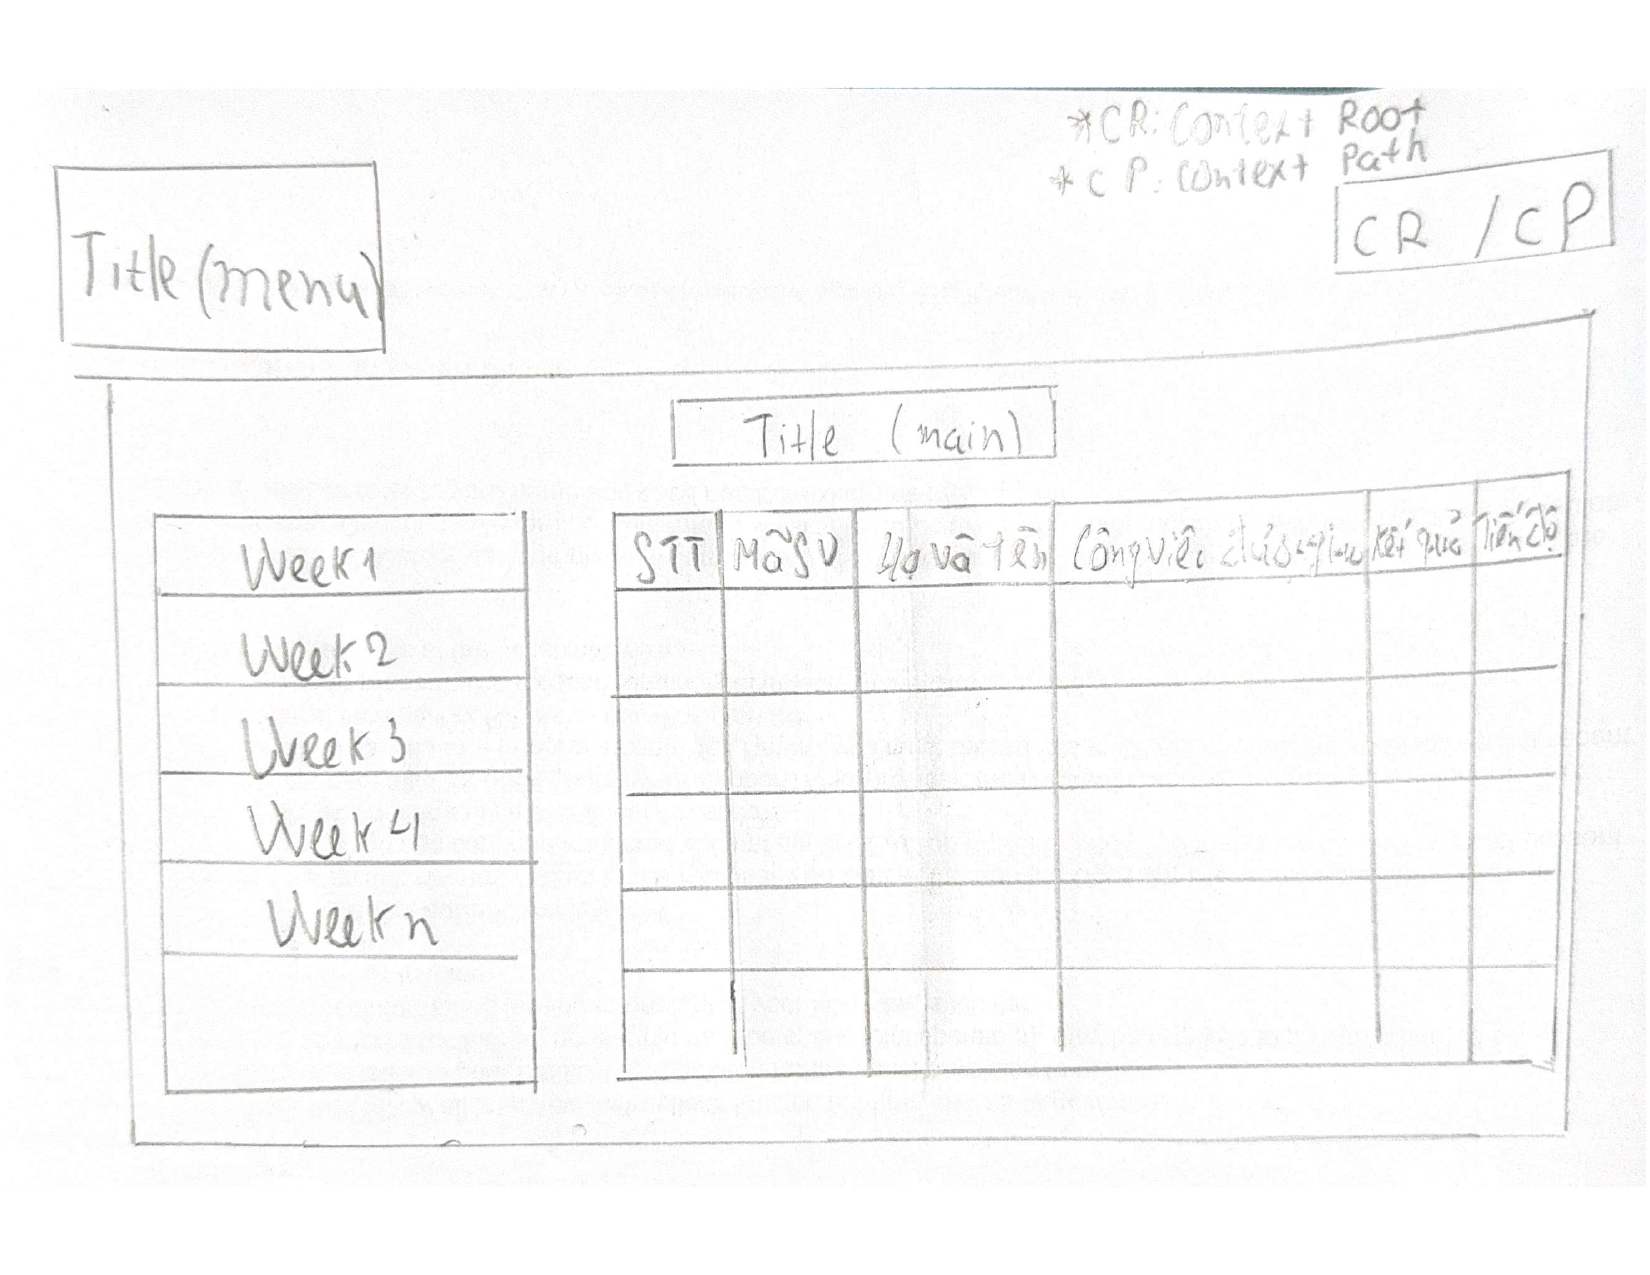 *CR: Context Root
*CP: Context Path
Title (menu)
CR / CP
Title (main)
Week 1
Week 2
Week 3
Week 4
Week n
STT Mã SV Họ và tên Công việc được giao Kết quả Tiến độ